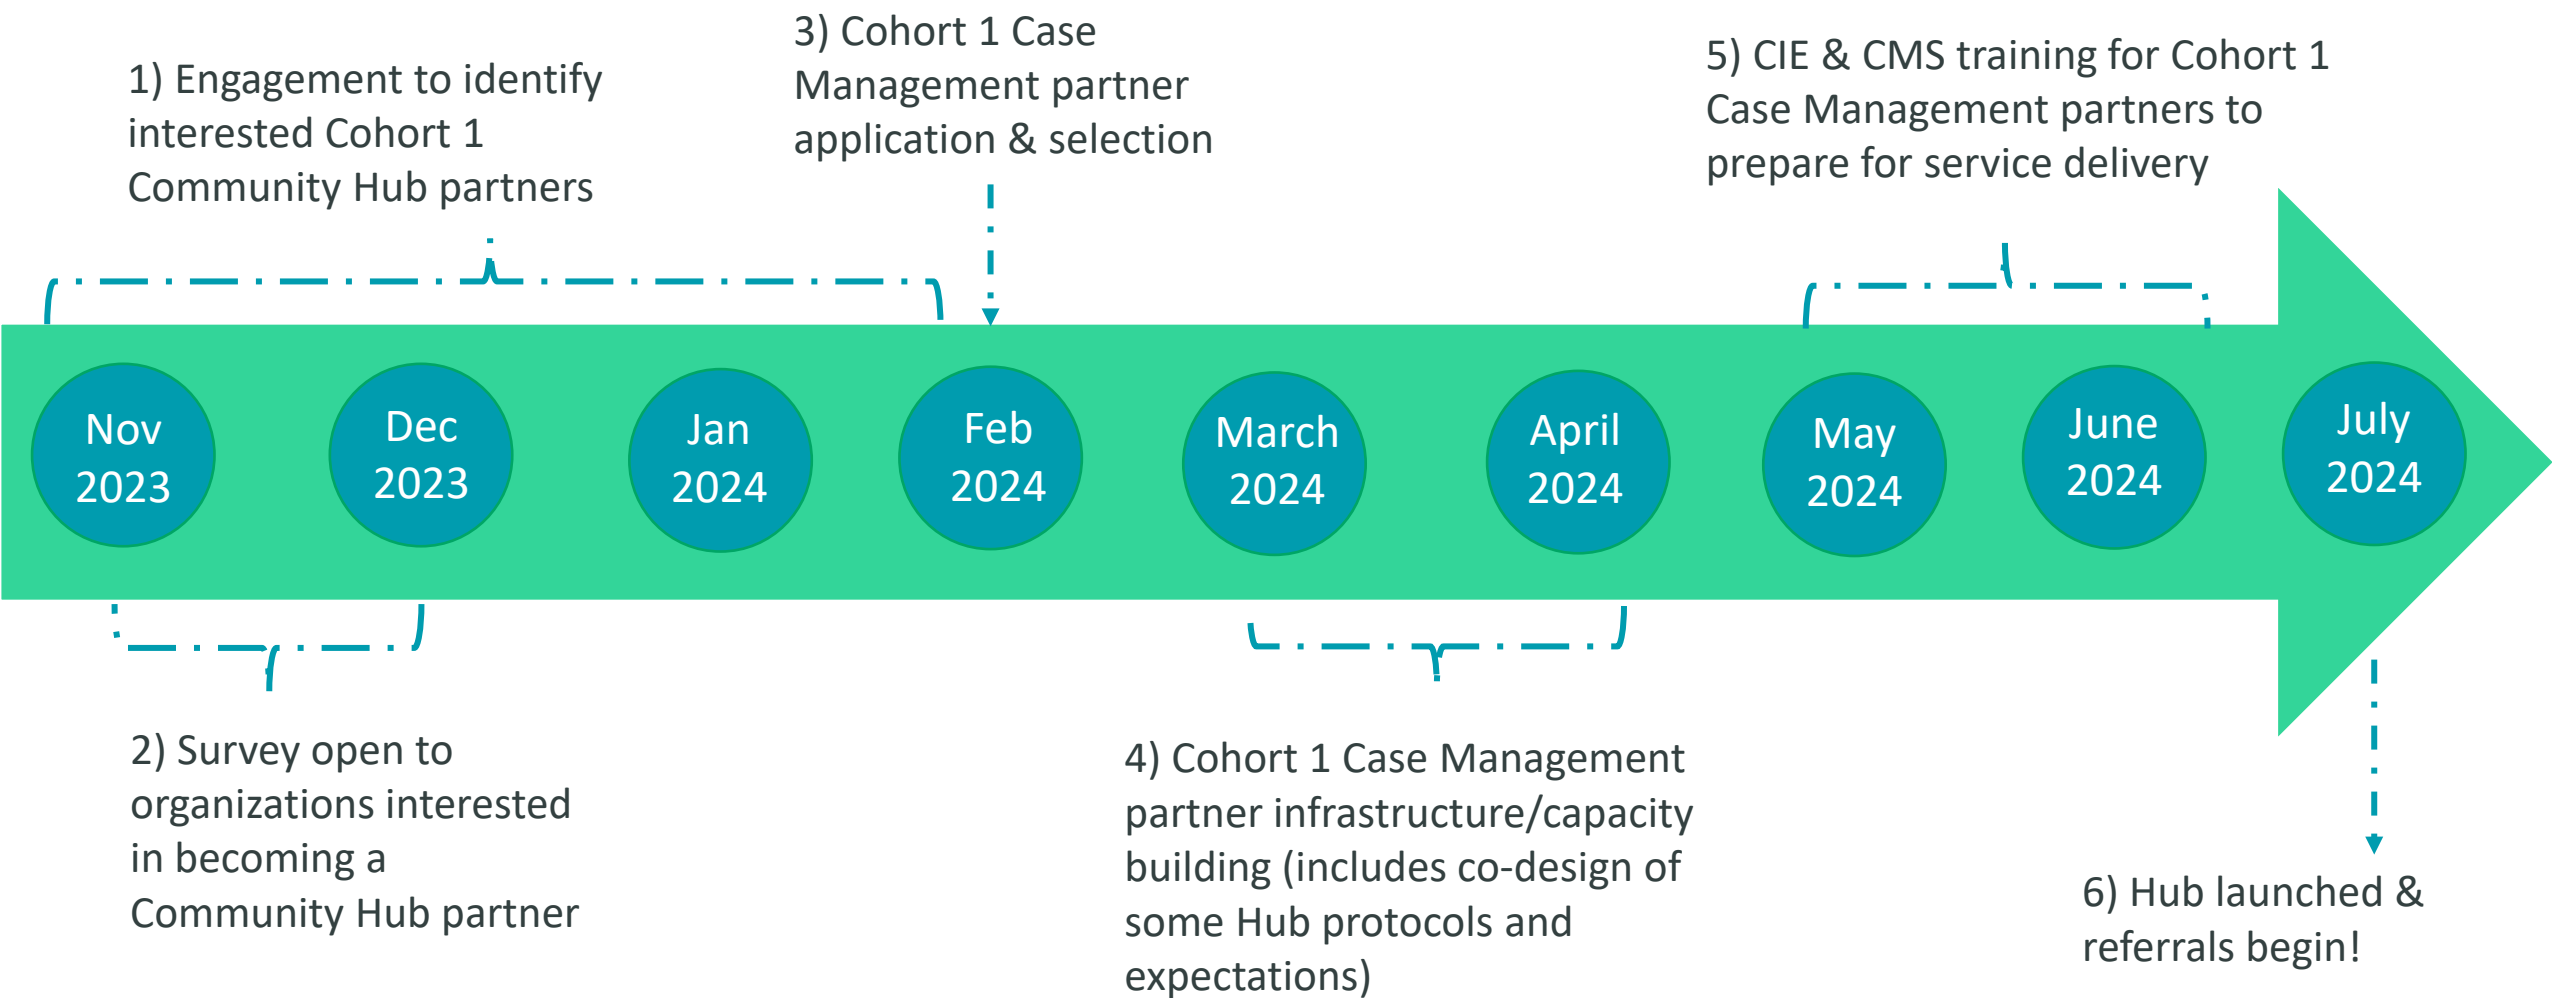 1) Engagement to identify
interested Cohort 1
Community Hub partners
3) Cohort 1 Case
Management partner
application & selection
5) CIE & CMS training for Cohort 1
Case Management partners to
prepare for service delivery
Nov
2023
Dec
2023
Jan
2024
Feb
2024
March
2024
April
2024
May
2024
June
2024
July
2024
2) Survey open to
organizations interested
in becoming a
Community Hub partner
4) Cohort 1 Case Management
partner infrastructure/capacity
building (includes co-design of
some Hub protocols and
expectations)
6) Hub launched &
referrals begin!